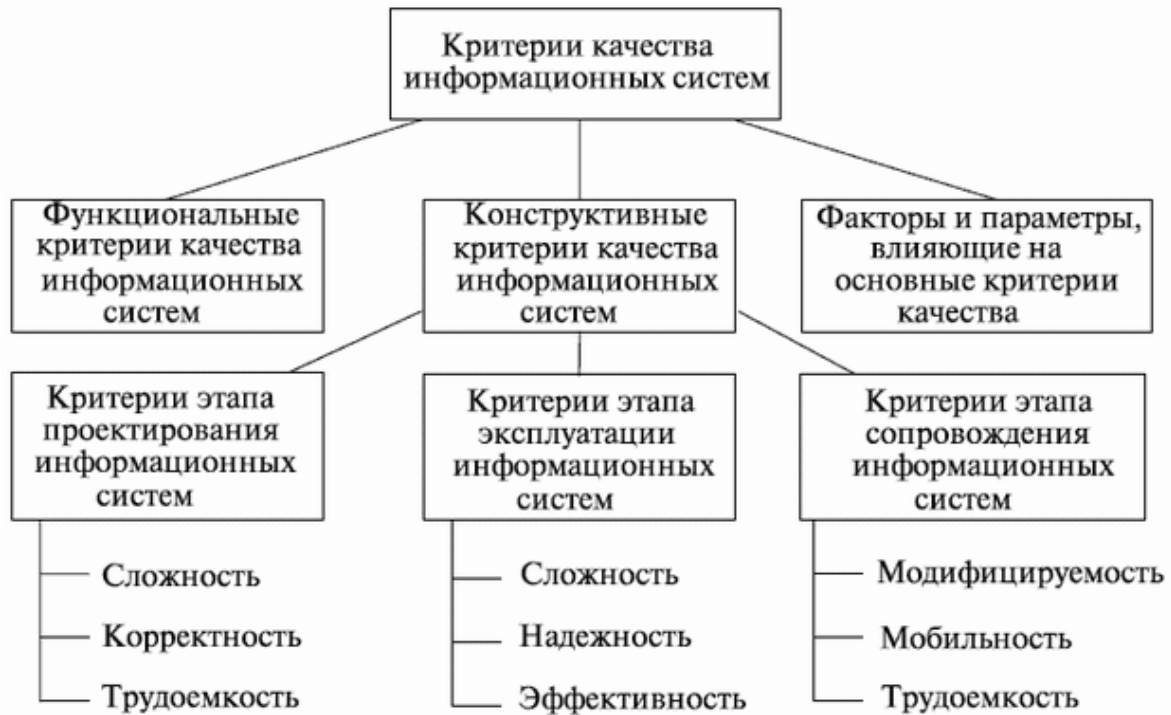 Критерии качества
информационных систем
Функциональные
критерии качества
информационных
систем
Конструктивные
критерии качества
информационных
систем
Факторы и параметры,
влияющие на
основные критерии
качества
Критерии этапа
проектирования
информационных
систем
Критерии этапа
эксплуатации
информационных
систем
Критерии этапа
сопровождения
информационных
систем
Сложность
Корректность
Трудоемкость
Сложность
Надежность
Эффективность
Модифицируемость
Мобильность
Трудоемкость